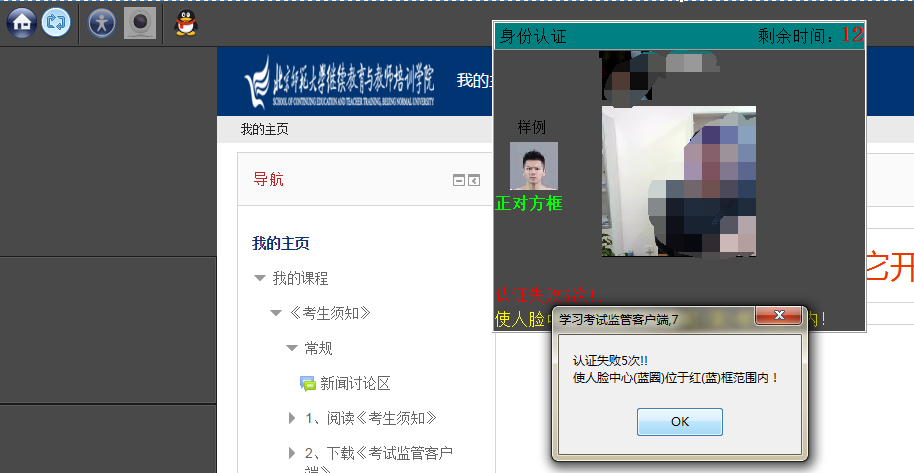 身份认证
剩余时间：12
北京师范大学继续教育与教师培训学院
SCHOOL OF CONTINUING EDUCATION AND TEACHER TRAINING, BEIJING NORMAL UNIVERSITY
我的主
我的主页
样例
正对方框
导航
它开
我的主页
我的课程
《考生须知》
认证失败5次!!
使人脸中
内！
学习考试监管客户端,7
常规
认证失败5次!!
使人脸中心(蓝圈)位于红(蓝)框范围内！
新闻讨论区
1、阅读《考生须知》
OK
2、下载《考试监管客户
端》